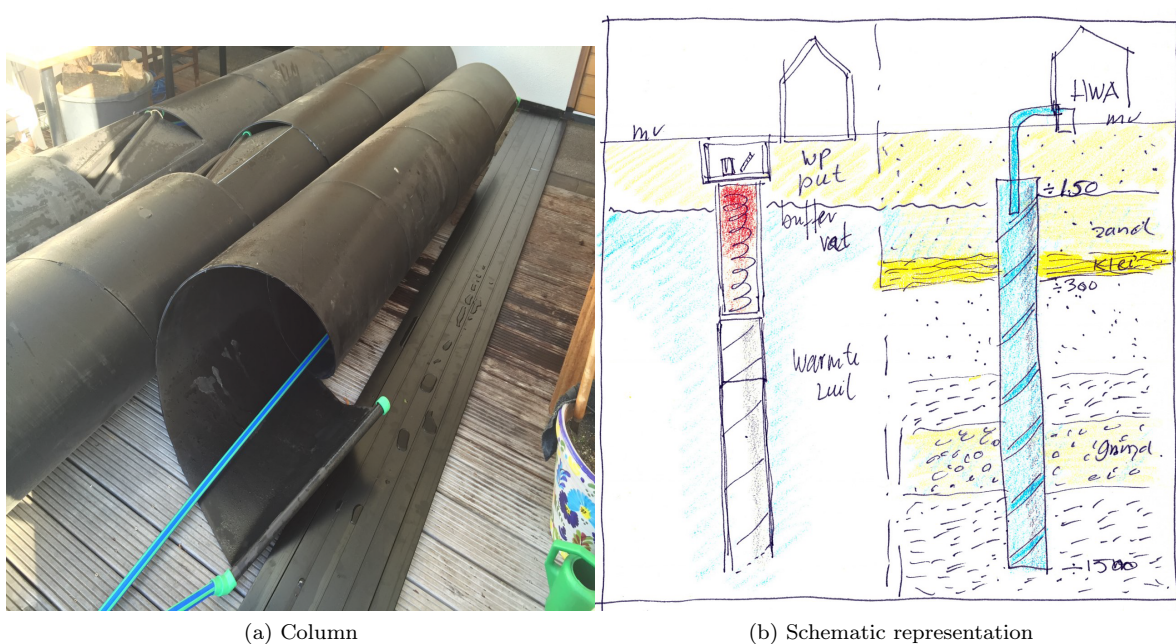 mv
WP
put
buffer
vat
warmte
zuil
HWA
mv
÷1.50
zand
Klei
÷300
grind
÷1500
(a) Column
(b) Schematic representation